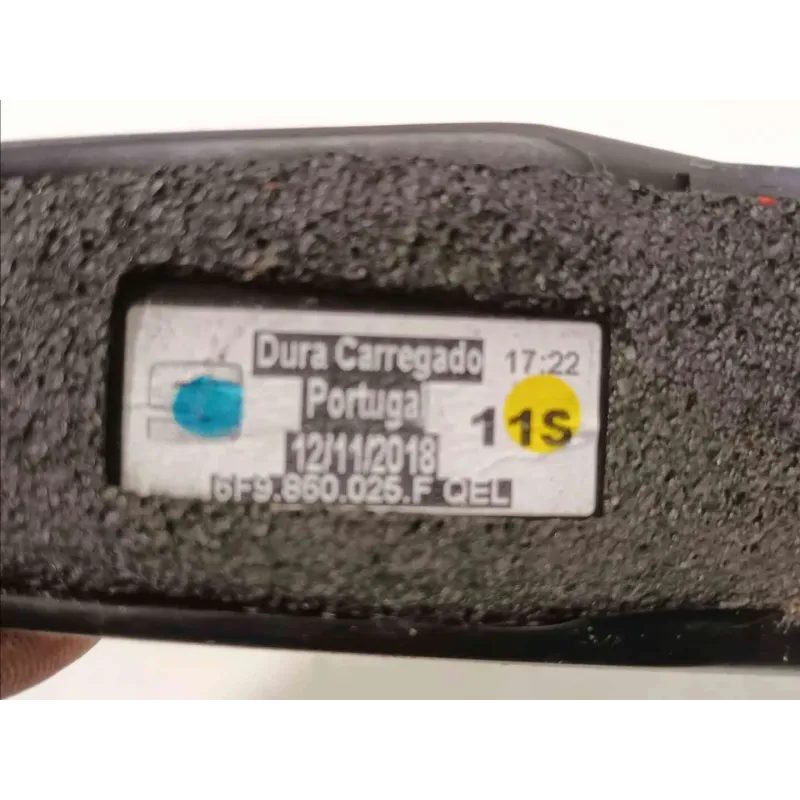 Dura Carregado
17:22
Portugal
11S
12/11/2018
6F9.860.025.F QEL